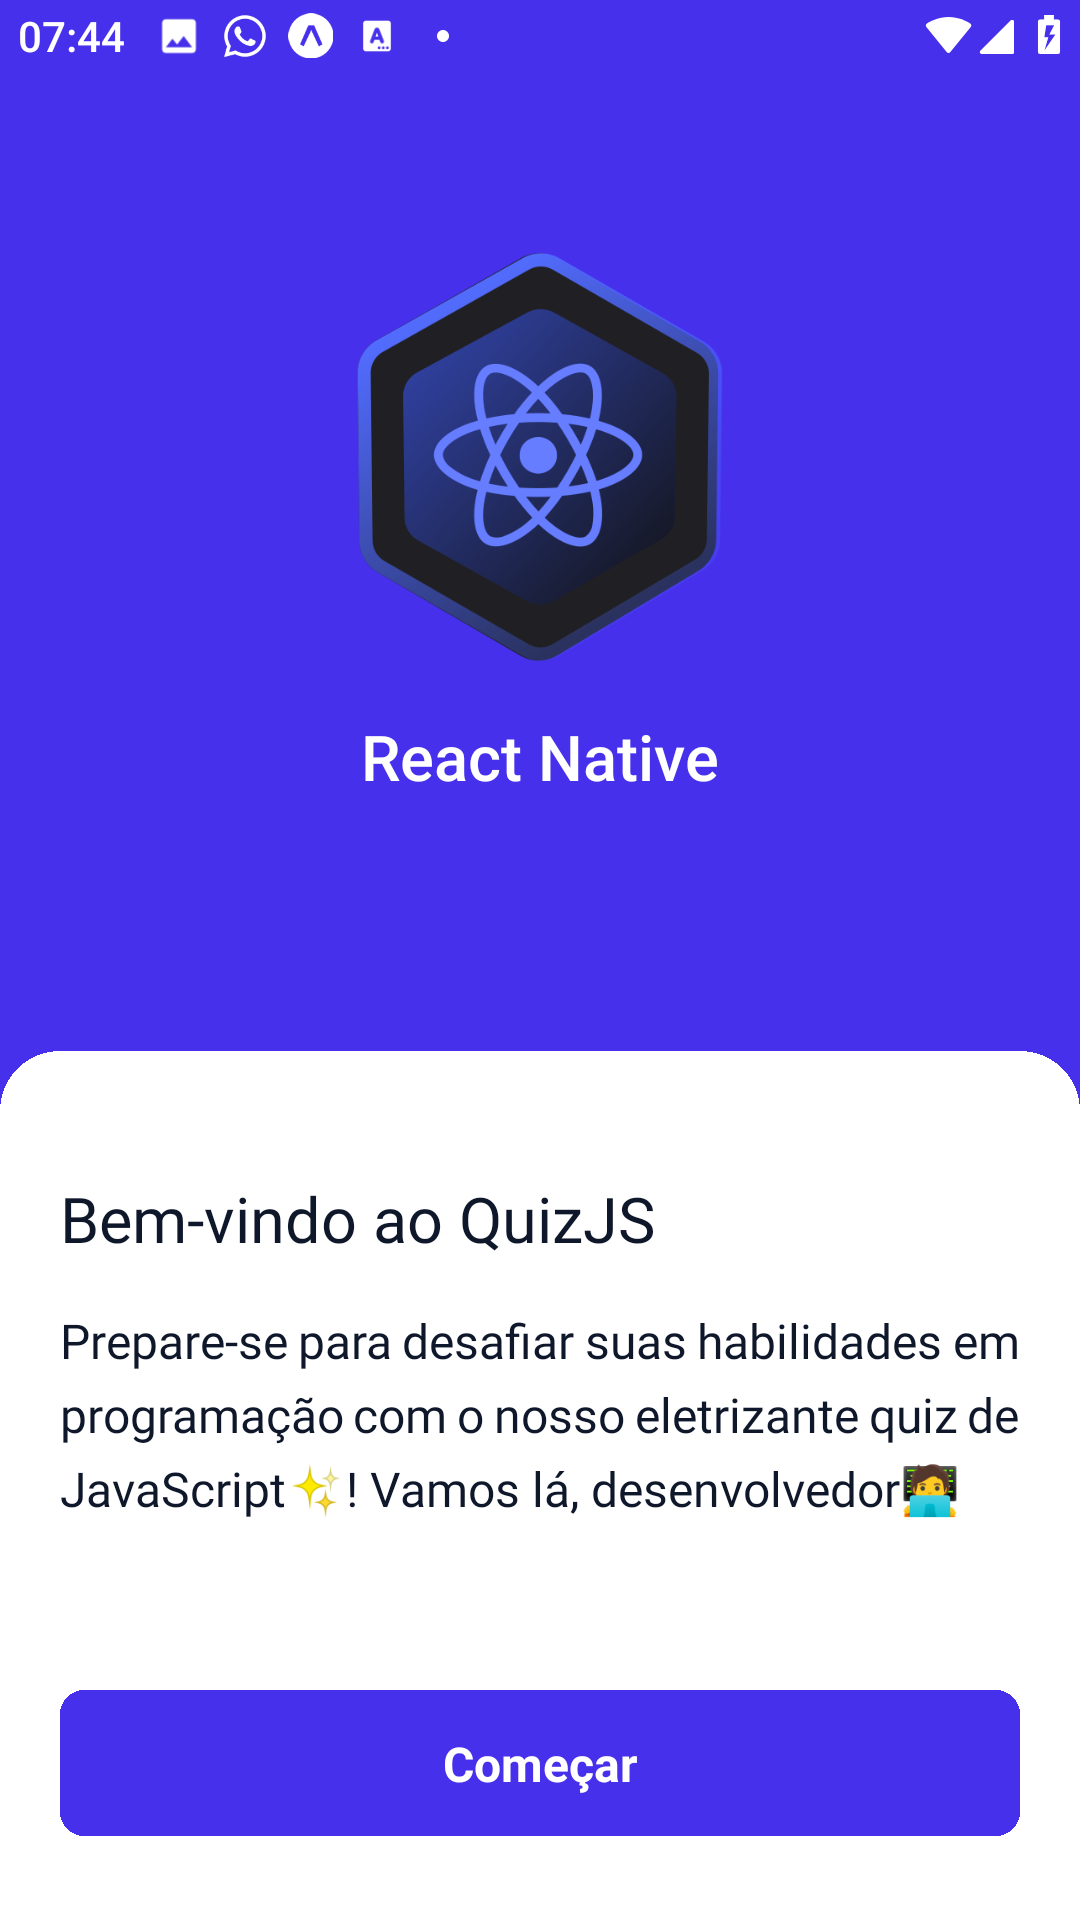 07:44
React Native
Bem-vindo ao QuizJS
Prepare-se para desafiar suas habilidades em
programação com o nosso eletrizante quiz de
JavaScript✨! Vamos lá, desenvolvedor🧑‍💻
Começar